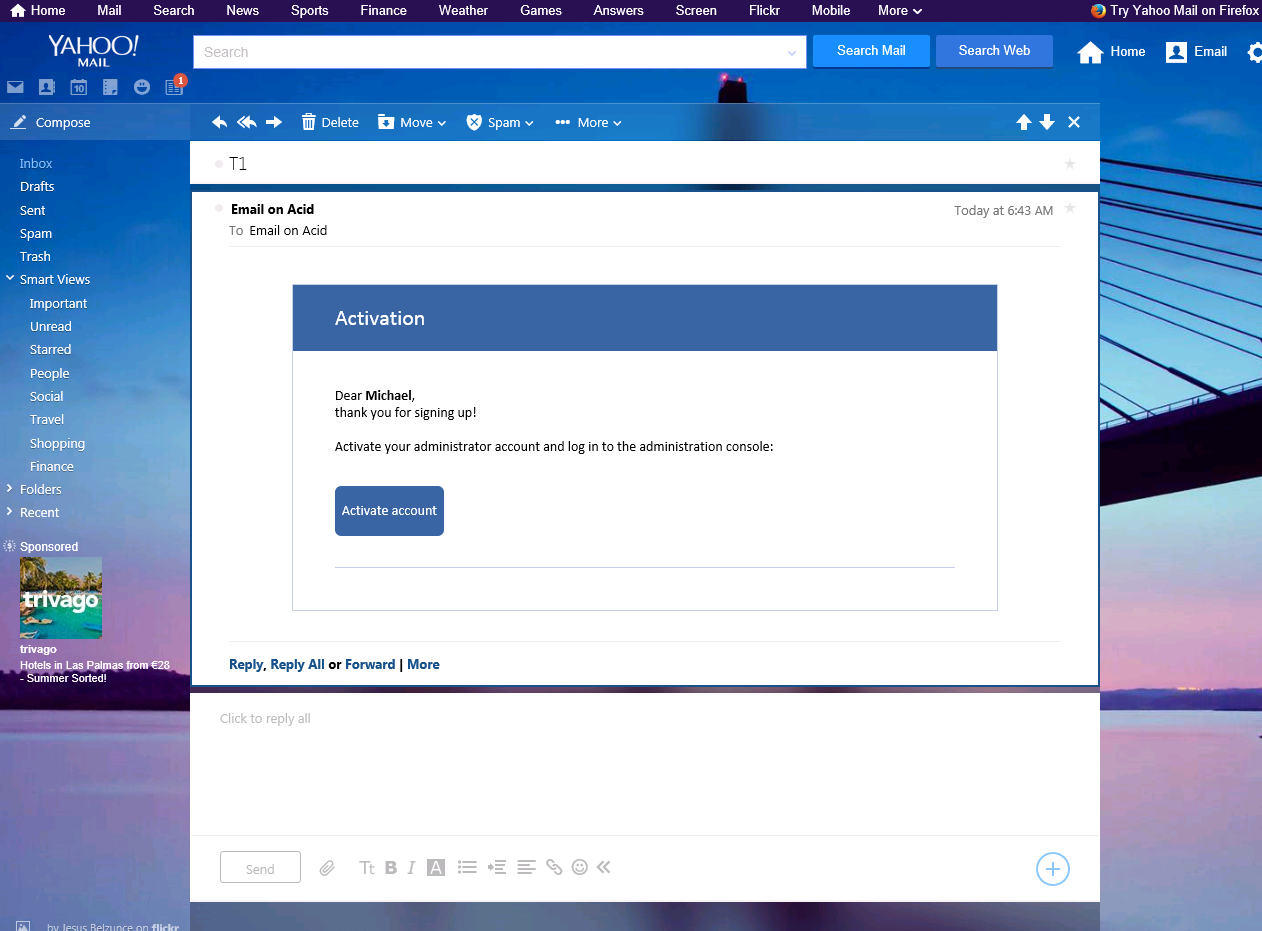 Home Mail Search News Sports Finance Weather Games Answers Screen Flickr Mobile More Try Yahoo Mail on Firefox
YAHOO!
MAIL
Search
Search Mail Search Web Home Email
10
1
Compose
Delete Move Spam More
Inbox
Drafts
Sent
Spam
Trash
Smart Views
Important
Unread
Starred
People
Social
Travel
Shopping
Finance
Folders
Recent
Sponsored
trivago
trivago
Hotels in Las Palmas from €28
- Summer Sorted!
T1
Email on Acid Today at 6:43 AM
To Email on Acid
Activation
Dear Michael,
thank you for signing up!
Activate your administrator account and log in to the administration console:
Activate account
Reply, Reply All or Forward | More
Click to reply all
Send Tt B I A
by Jesus Belzunce on flickr